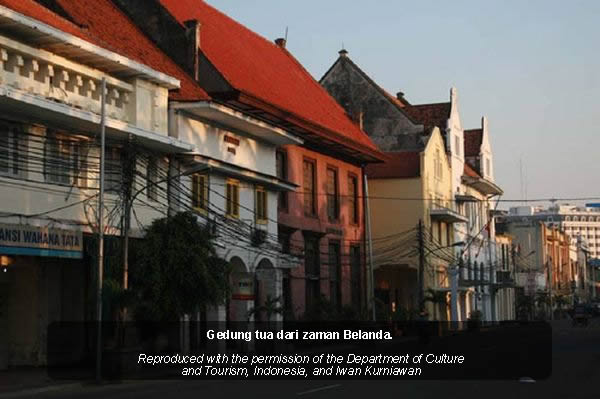 ANSI WAHANA TATA
Gedung tua dari zaman Belanda.
Reproduced with the permission of the Department of Culture
and Tourism, Indonesia, and Iwan Kurniawan